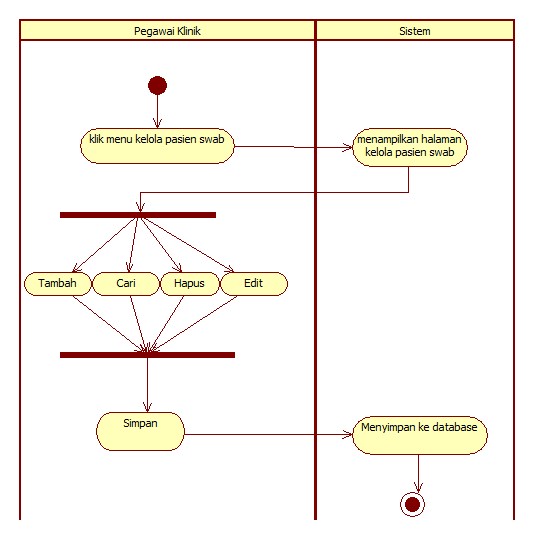 Pegawai Klinik
Sistem
klik menu kelola pasien swab
menampilkan halaman
kelola pasien swab
Tambah
Cari
Hapus
Edit
Simpan
Menyimpan ke database